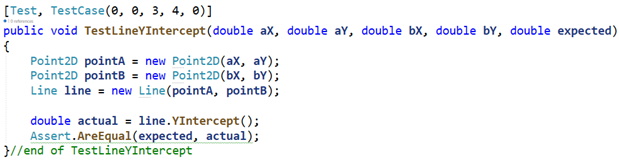 [Test, TestCase(0, 0, 3, 4, 0)]
public void TestLineYIntercept(double aX, double aY, double bX, double bY, double expected)
{
Point2D pointA = new Point2D(aX, aY);
Point2D pointB = new Point2D(bX, bY);
Line line = new Line(pointA, pointB);
double actual = line.YIntercept();
Assert.AreEqual(expected, actual);
}//end of TestLineYIntercept